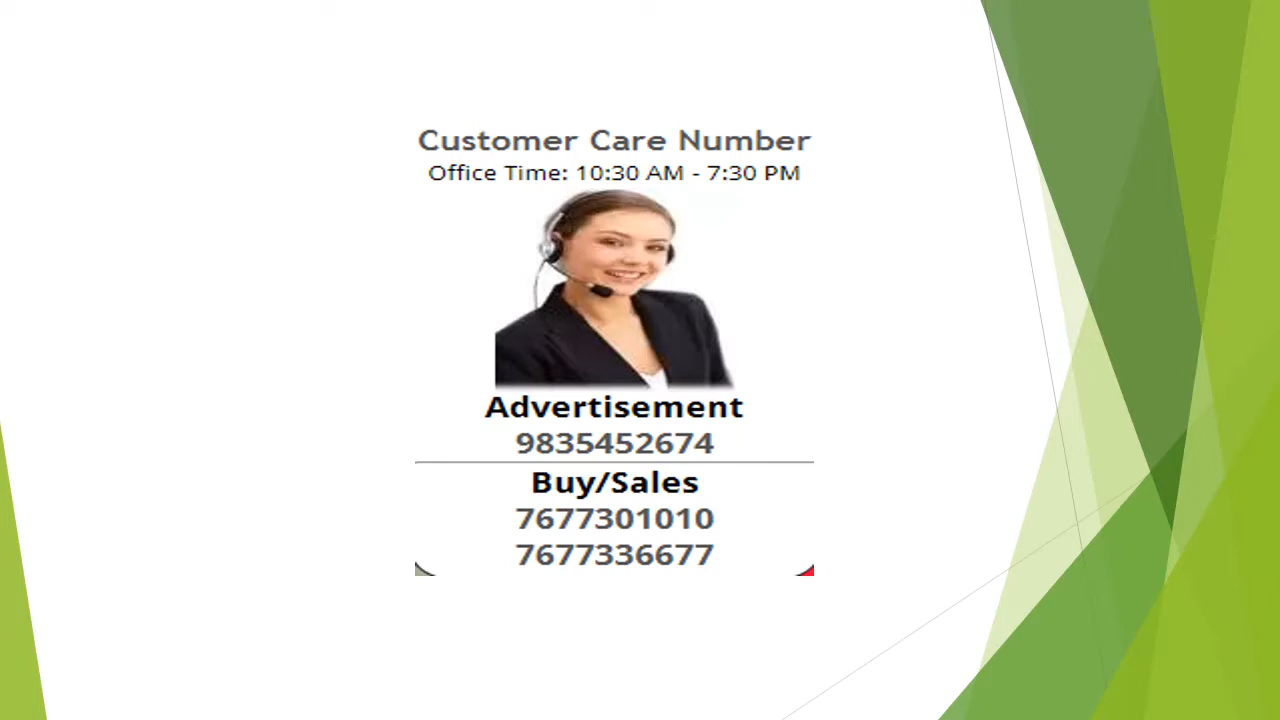 Customer Care Number
Office Time: 10:30 AM - 7:30 PM
Advertisement
9835452674
Buy/Sales
7677301010
7677336677